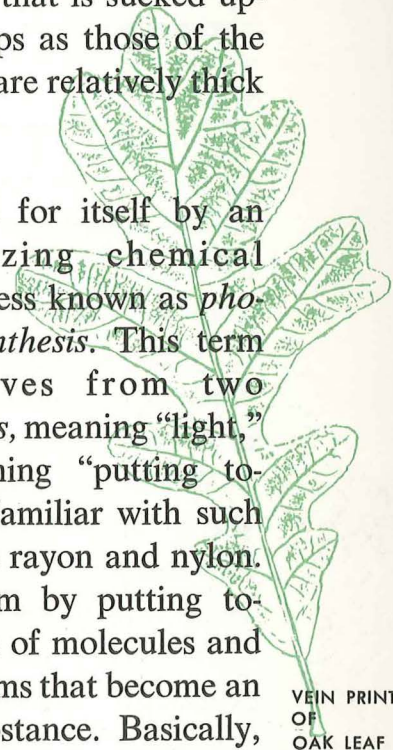 that is sucked up
ps as those of the
are relatively thick
for itself by an
zing chemical
ess known as pho-
nthesis. This term
ves from two
s, meaning "light,"
ning "putting to-
familiar with such
rayon and nylon.
m by putting to-
of molecules and
ms that become an
stance. Basically,
VEIN PRINT
OF
OAK LEAF